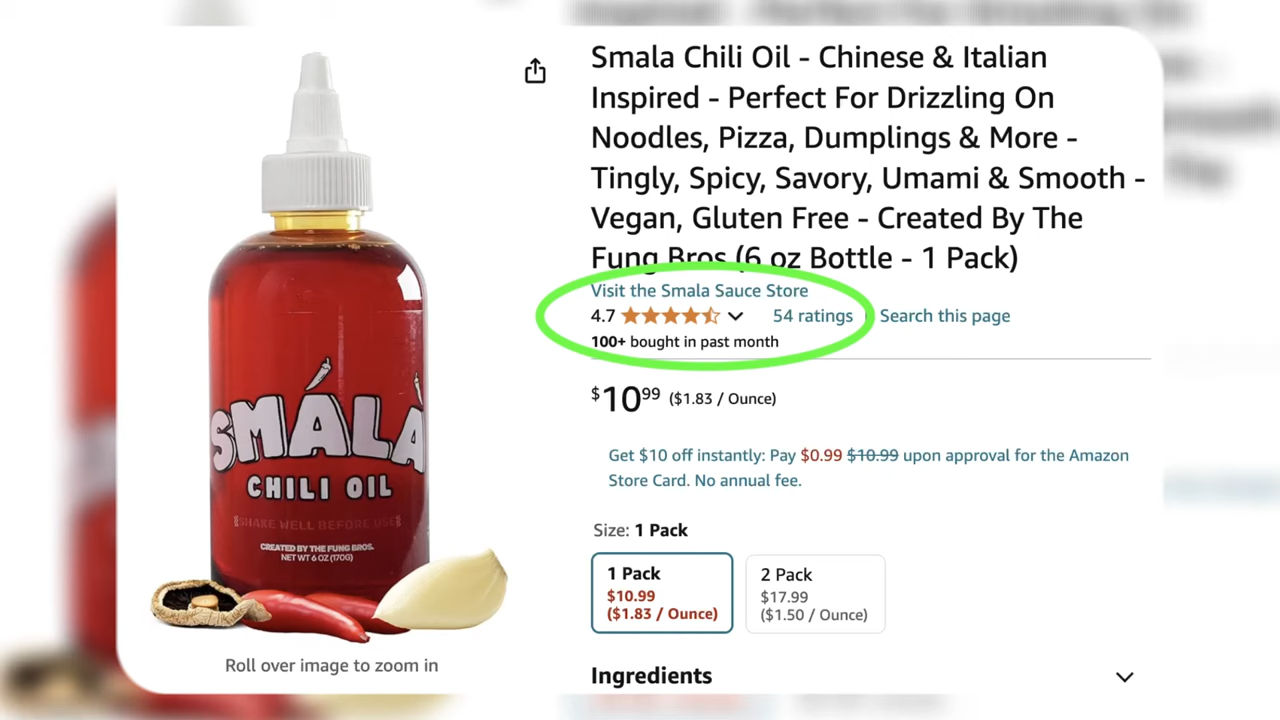 SMÁLÀ
CHILI OIL
SHAKE WELL BEFORE USE
CREATED BY THE FUNG BROS.
NET WT 6 OZ (170G)
Roll over image to zoom in
Smala Chili Oil - Chinese & Italian
Inspired - Perfect For Drizzling On
Noodles, Pizza, Dumplings & More -
Tingly, Spicy, Savory, Umami & Smooth -
Vegan, Gluten Free - Created By The
Fung Bros (6 oz Bottle - 1 Pack)
Visit the Smala Sauce Store
4.7 54 ratings Search this page
100+ bought in past month
$10.99 ($1.83 / Ounce)
Get $10 off instantly: Pay $0.99 $10.99 upon approval for the Amazon
Store Card. No annual fee.
Size: 1 Pack
1 Pack
$10.99
($1.83 / Ounce)
2 Pack
$17.99
($1.50 / Ounce)
Ingredients